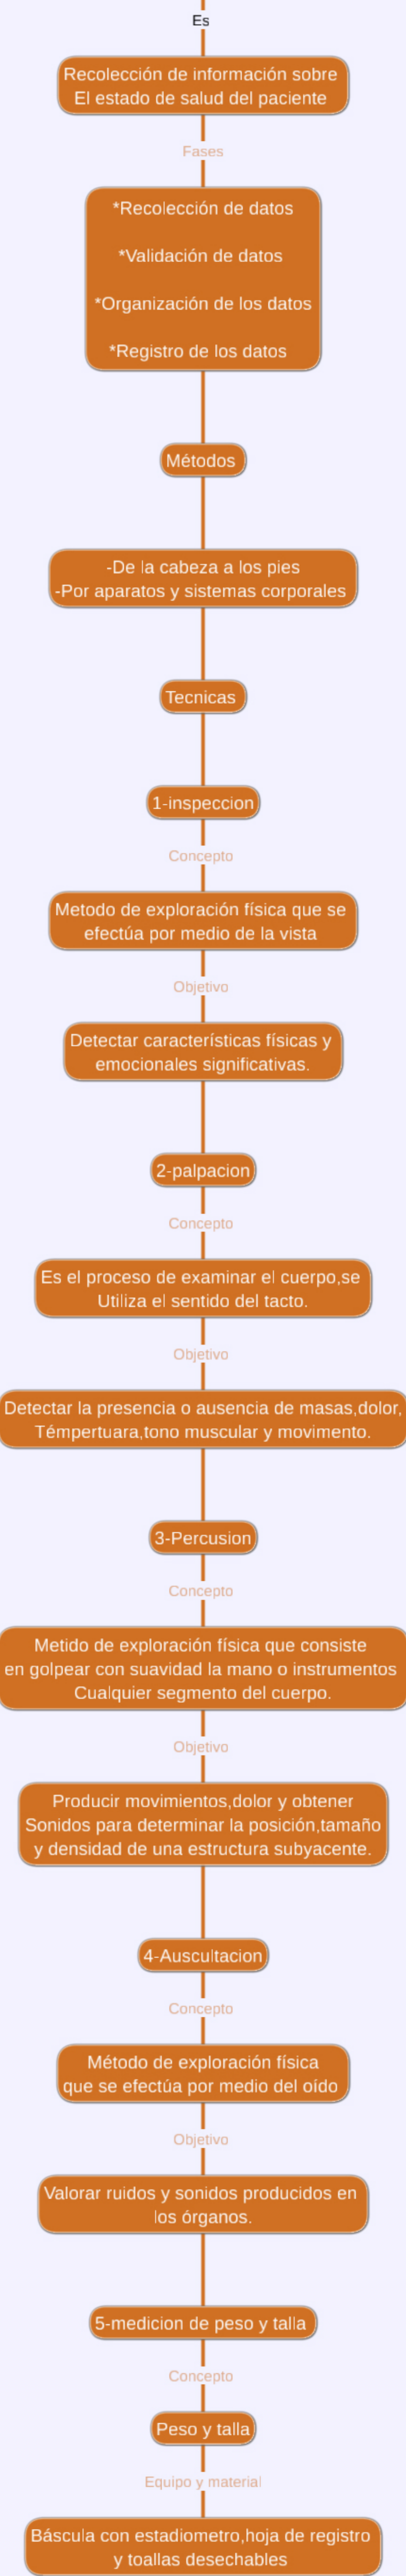 Es
Recolección de información sobre
El estado de salud del paciente
Fases
*Recolección de datos
*Validación de datos
*Organización de los datos
*Registro de los datos
Métodos
-De la cabeza a los pies
-Por aparatos y sistemas corporales
Tecnicas
1-inspeccion
Concepto
Metodo de exploración física que se
efectúa por medio de la vista
Objetivo
Detectar características físicas y
emocionales significativas.
2-palpacion
Concepto
Es el proceso de examinar el cuerpo,se
Utiliza el sentido del tacto.
Objetivo
Detectar la presencia o ausencia de masas,dolor,
Témpertuara,tono muscular y movimento.
3-Percusion
Concepto
Metido de exploración física que consiste
en golpear con suavidad la mano o instrumentos
Cualquier segmento del cuerpo.
Objetivo
Producir movimientos,dolor y obtener
Sonidos para determinar la posición,tamaño
y densidad de una estructura subyacente.
4-Auscultacion
Concepto
Método de exploración física
que se efectúa por medio del oído
Objetivo
Valorar ruidos y sonidos producidos en
los órganos.
5-medicion de peso y talla
Concepto
Peso y talla
Equipo y material
Báscula con estadiometro,hoja de registro
y toallas desechables